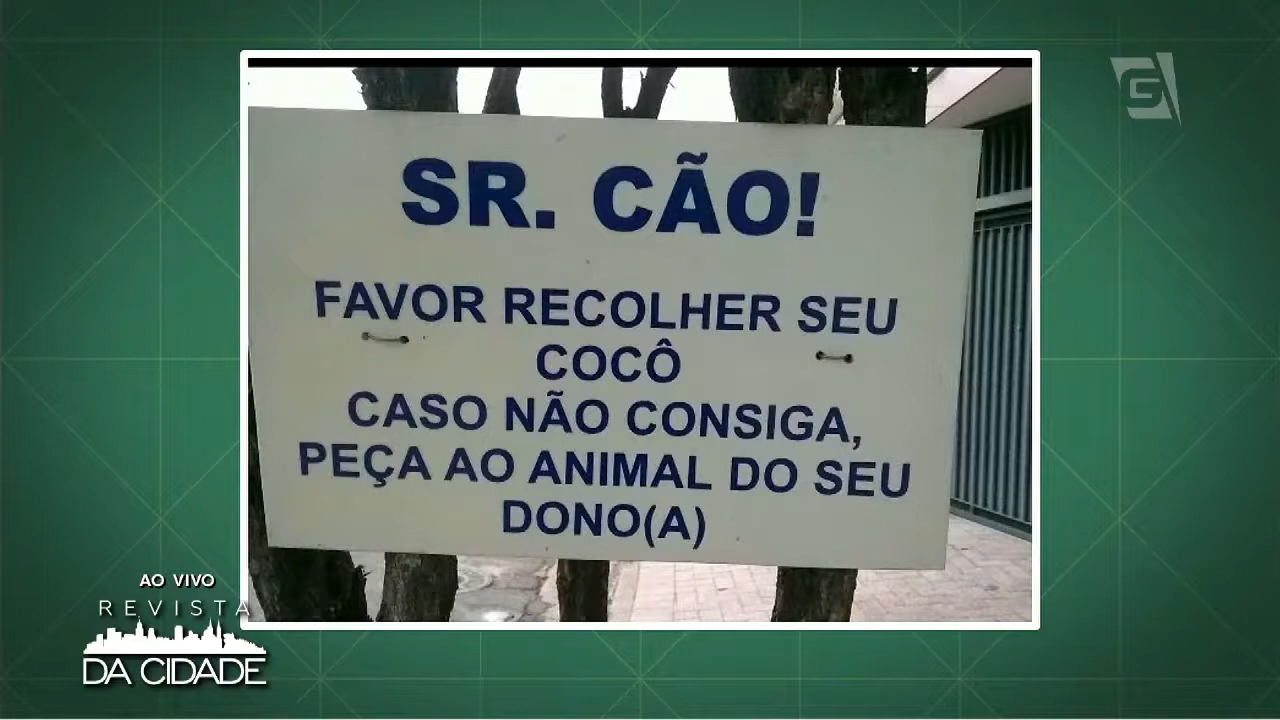 SR. CÃO!
FAVOR RECOLHER SEU
COCÔ
CASO NÃO CONSIGA,
PEÇA AO ANIMAL DO SEU
DONO(A)
AO VIVO
REVISTA
DA CIDADE
G